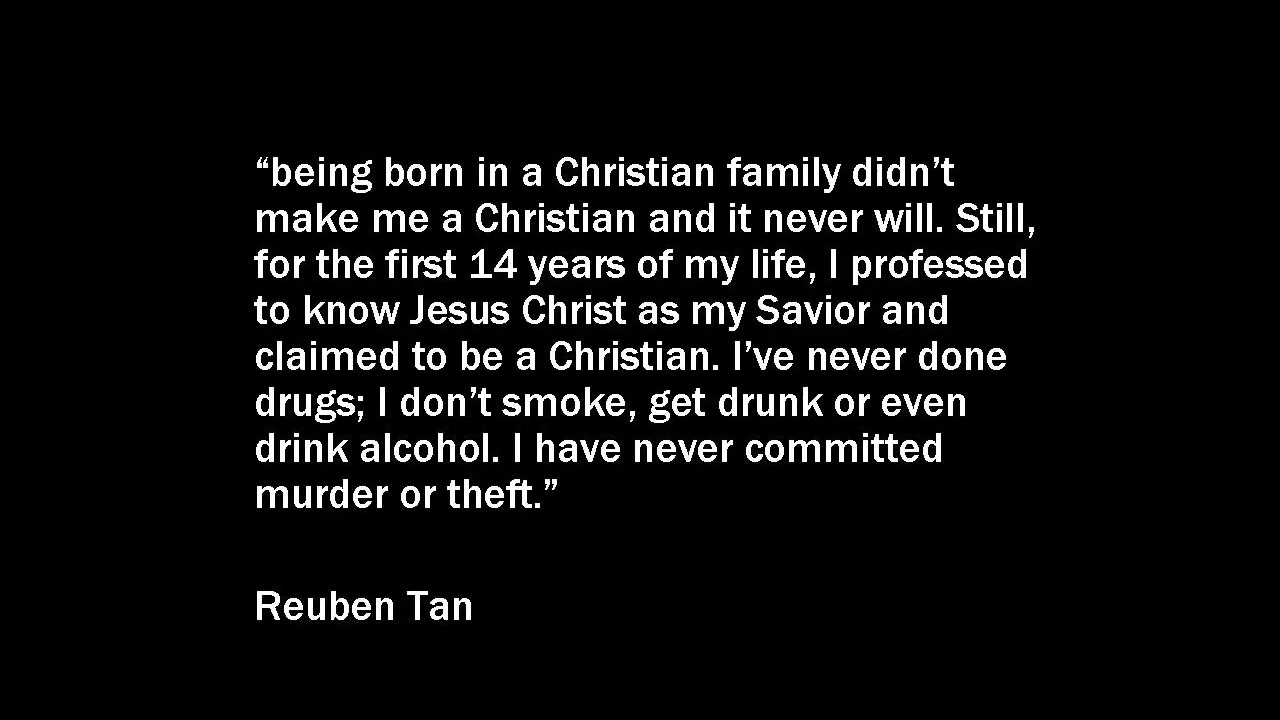 “being born in a Christian family didn’t
make me a Christian and it never will. Still,
for the first 14 years of my life, I professed
to know Jesus Christ as my Savior and
claimed to be a Christian. I’ve never done
drugs; I don’t smoke, get drunk or even
drink alcohol. I have never committed
murder or theft.”
Reuben Tan